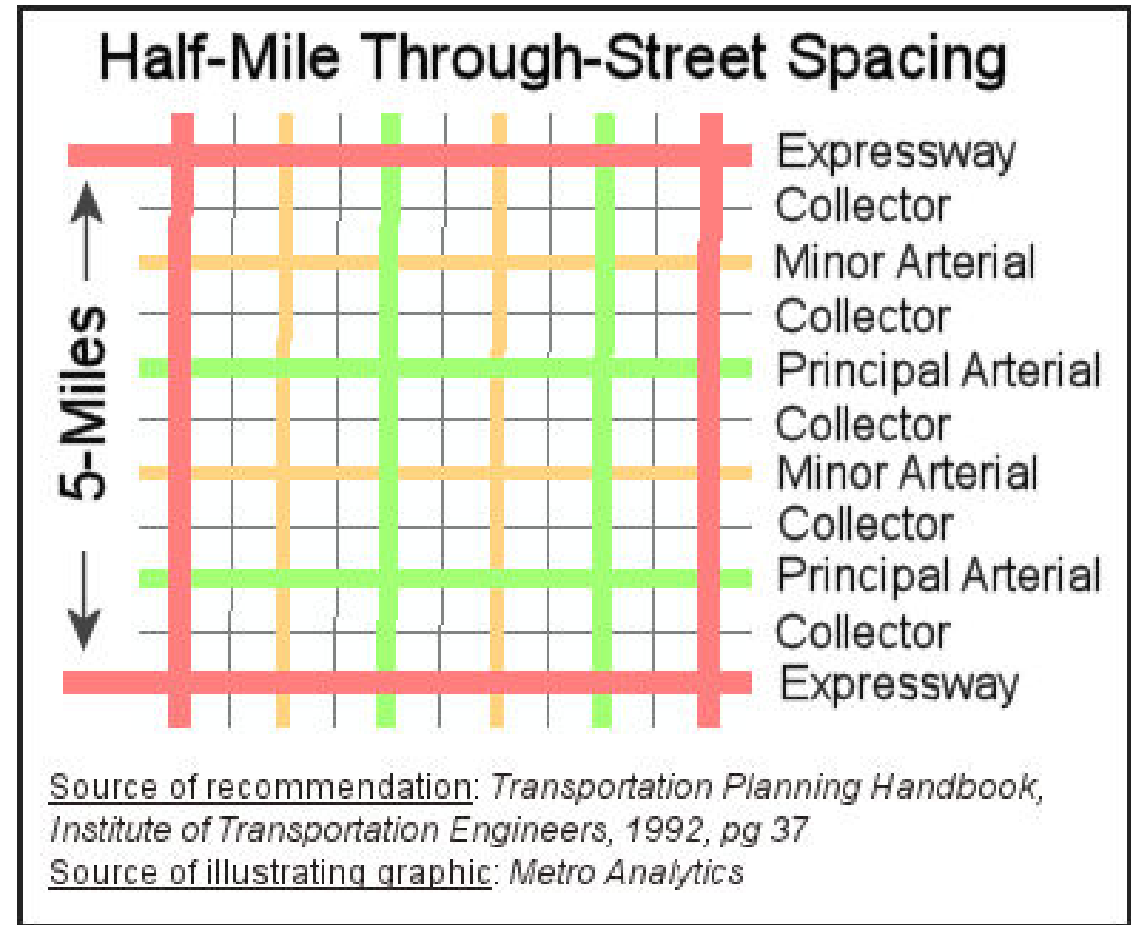 Half-Mile Through-Street Spacing
Expressway
Collector
Minor Arterial
Collector
Principal Arterial
Collector
Minor Arterial
Collector
Principal Arterial
Collector
Expressway
5-Miles
Source of recommendation: Transportation Planning Handbook,
Institute of Transportation Engineers, 1992, pg 37
Source of illustrating graphic: Metro Analytics